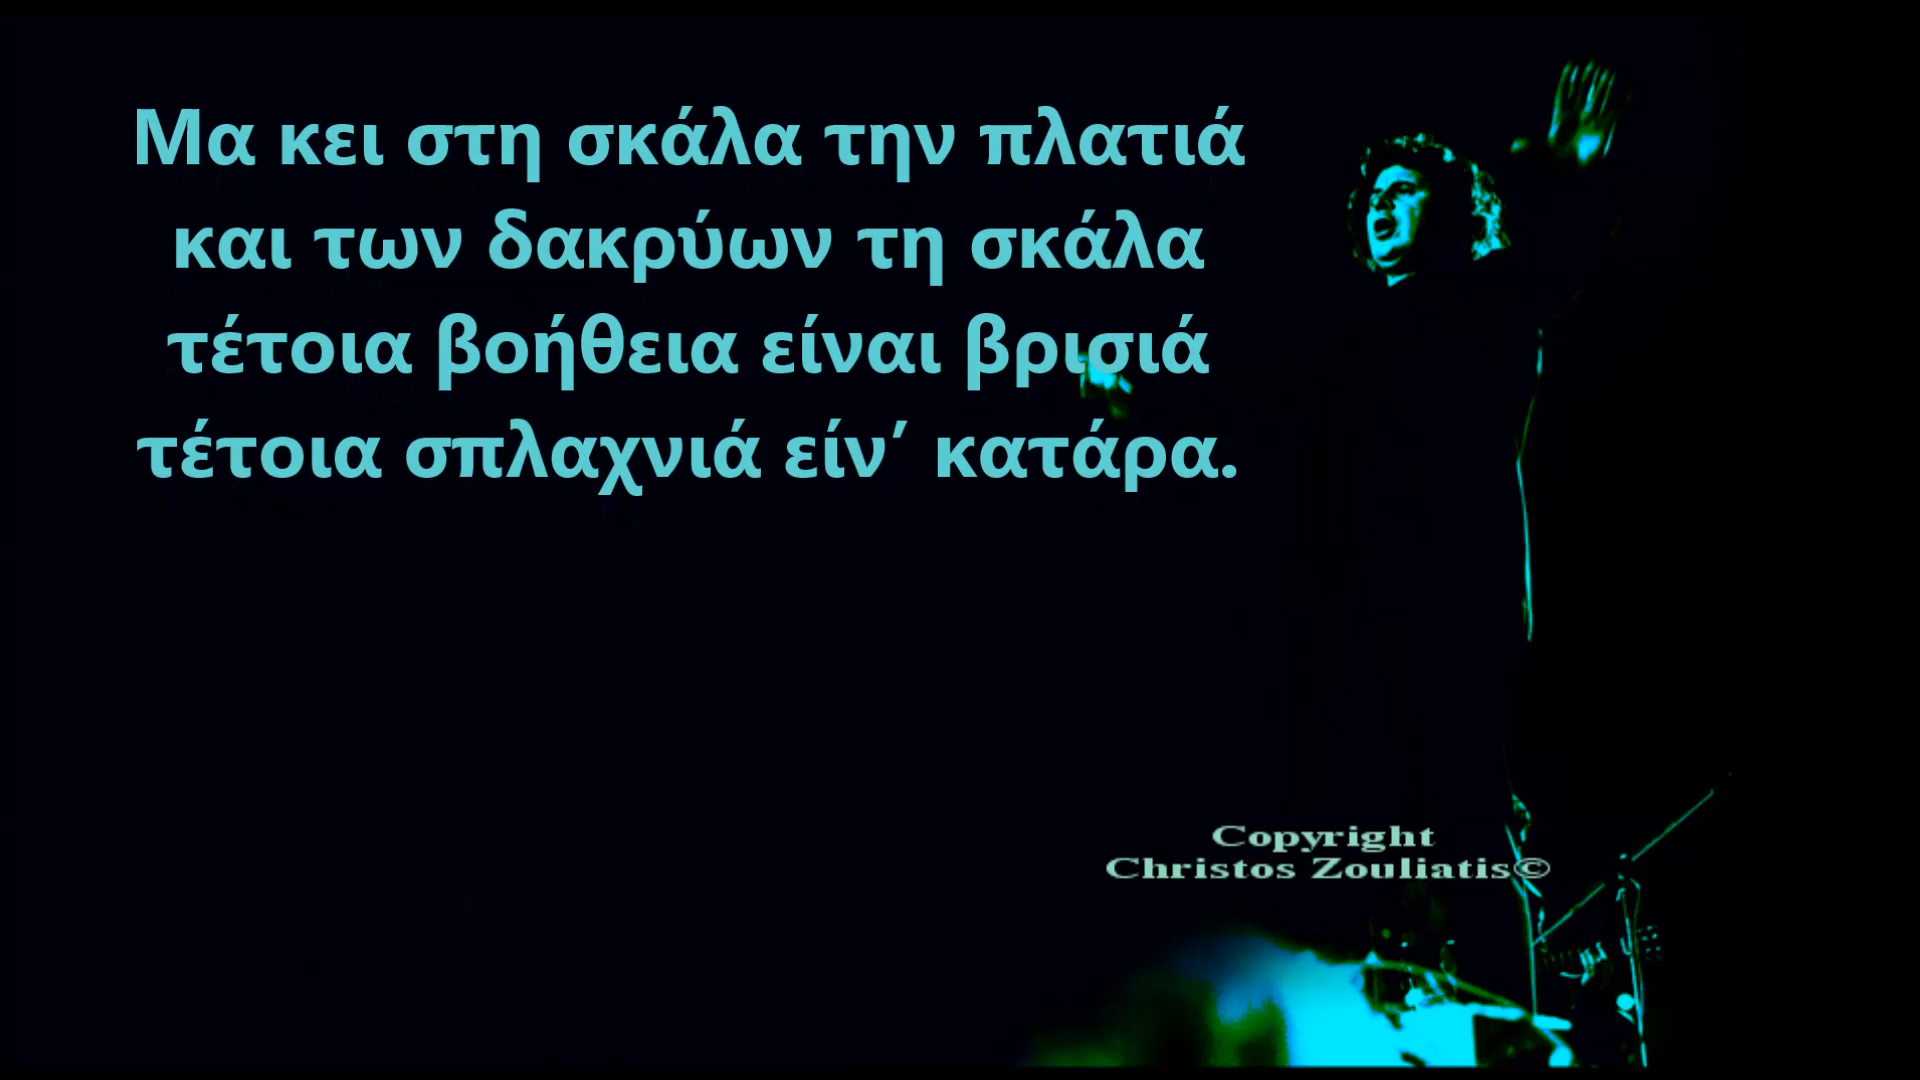 Μα κει στη σκάλα την πλατιά
και των δακρύων τη σκάλα
τέτοια βοήθεια είναι βρισιά
τέτοια σπλαχνιά είν’ κατάρα.
Copyright
Christos Zouliatis©